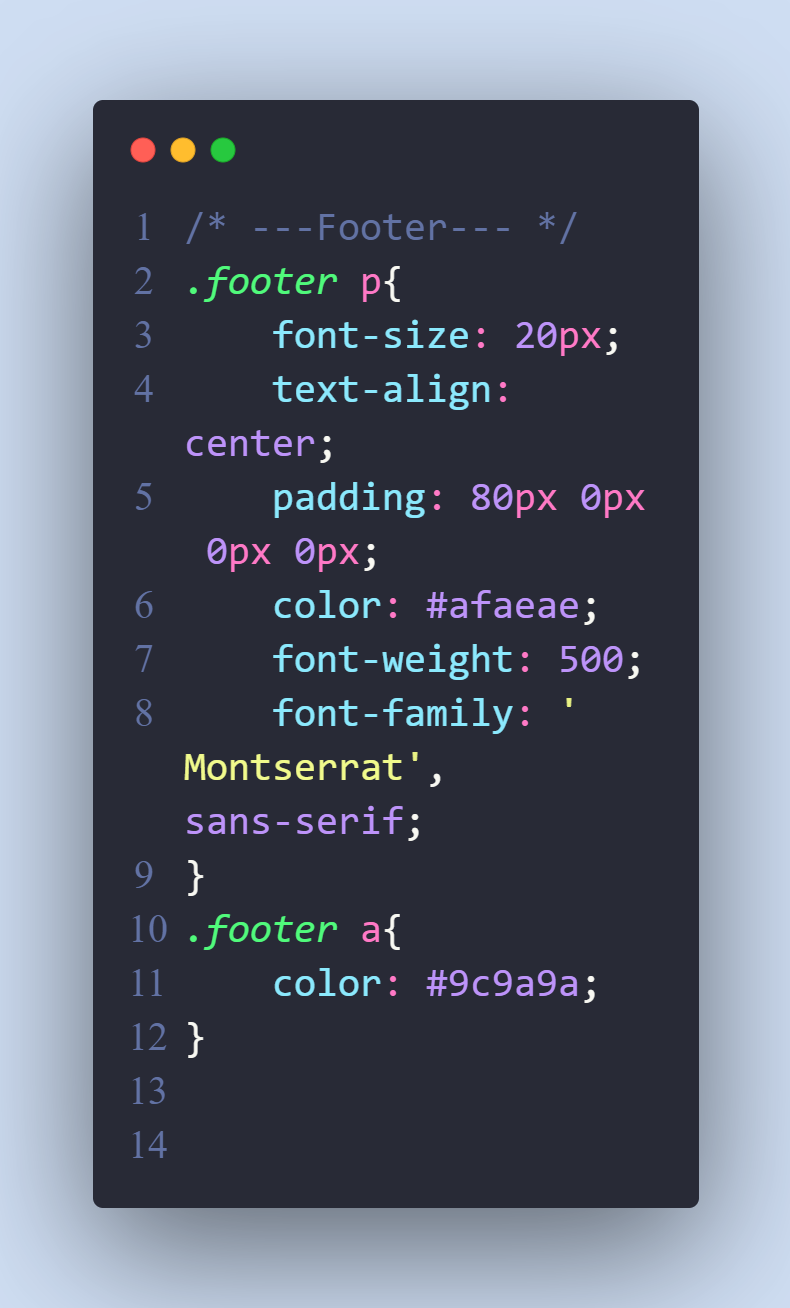 1 /* ---Footer--- */
2 .footer p{
3     font-size: 20px;
4     text-align:
center;
5     padding: 80px 0px
 0px 0px;
6     color: #afaeae;
7     font-weight: 500;
8     font-family: '
Montserrat',
sans-serif;
9 }
10 .footer a{
11     color: #9c9a9a;
12 }
13
14